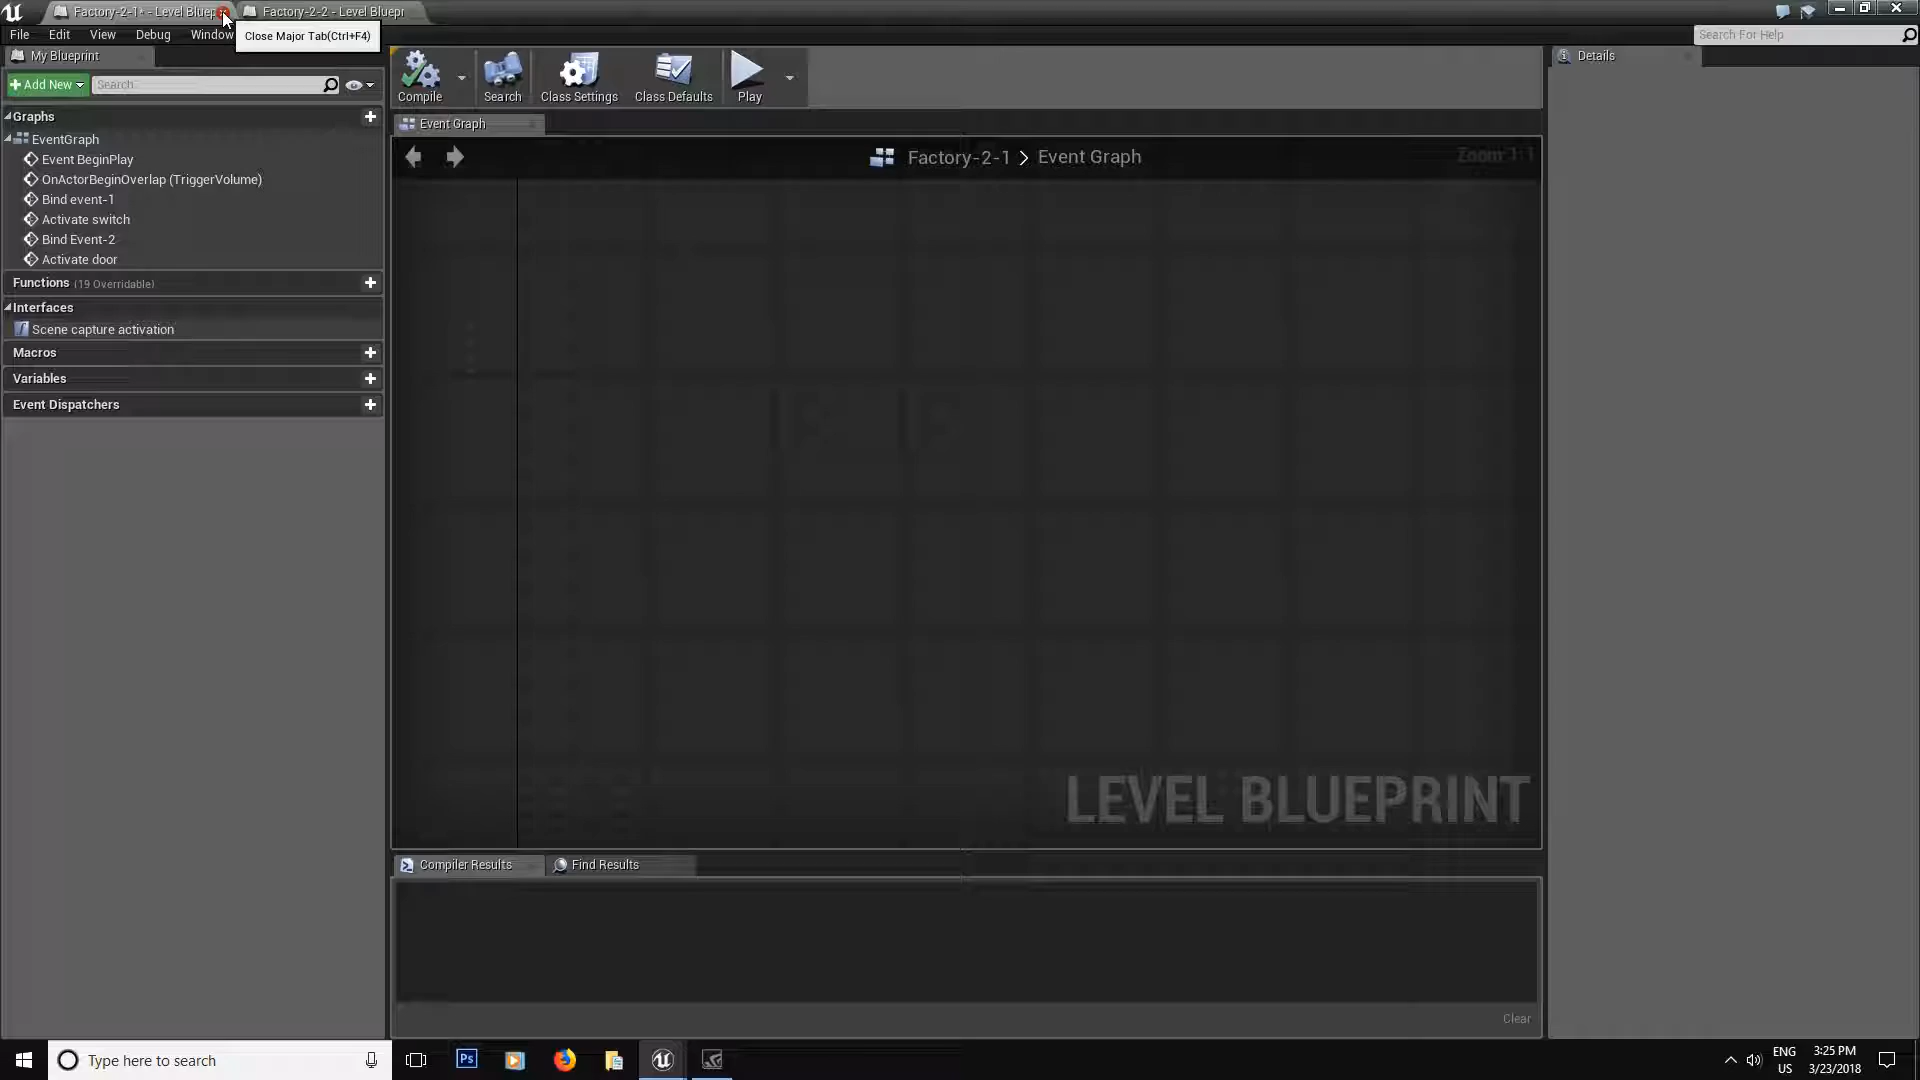 Factory-2-1* - Level Bluep
Factory-2-2 - Level Bluepr
File Edit View Debug Window
Close Major Tab(Ctrl+F4)
Search For Help
My Blueprint
Details
Add New
Search
Compile
Search
Class Settings
Class Defaults
Play
Graphs
Event Graph
EventGraph
Event BeginPlay
Factory-2-1 > Event Graph
Zoom 1:1
OnActorBeginOverlap (TriggerVolume)
Bind event-1
Activate switch
Bind Event-2
Activate door
Functions (19 Overridable)
Interfaces
Scene capture activation
Macros
Variables
Event Dispatchers
LEVEL BLUEPRINT
Compiler Results
Find Results
Clear
Type here to search
Ps
ENG
US
3:25 PM
3/23/2018